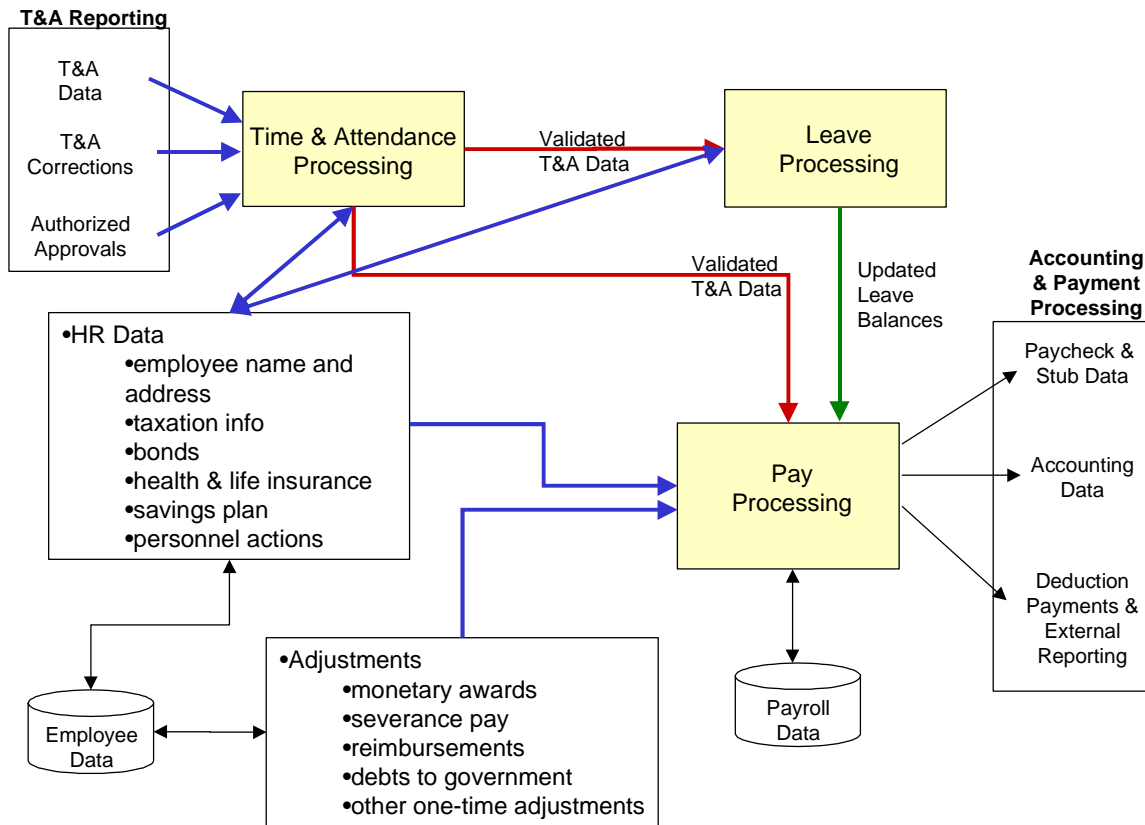 T&A Reporting
T&A
Data
T&A
Corrections
Authorized
Approvals
Time & Attendance
Processing
Validated
T&A Data
Leave
Processing
Validated
T&A Data
Updated
Leave
Balances
•HR Data
•employee name and
address
•taxation info
•bonds
•health & life insurance
•savings plan
•personnel actions
Pay
Processing
Accounting
& Payment
Processing
Paycheck &
Stub Data
Accounting
Data
Deduction
Payments &
External
Reporting
Employee
Data
•Adjustments
•monetary awards
•severance pay
•reimbursements
•debts to government
•other one-time adjustments
Payroll
Data